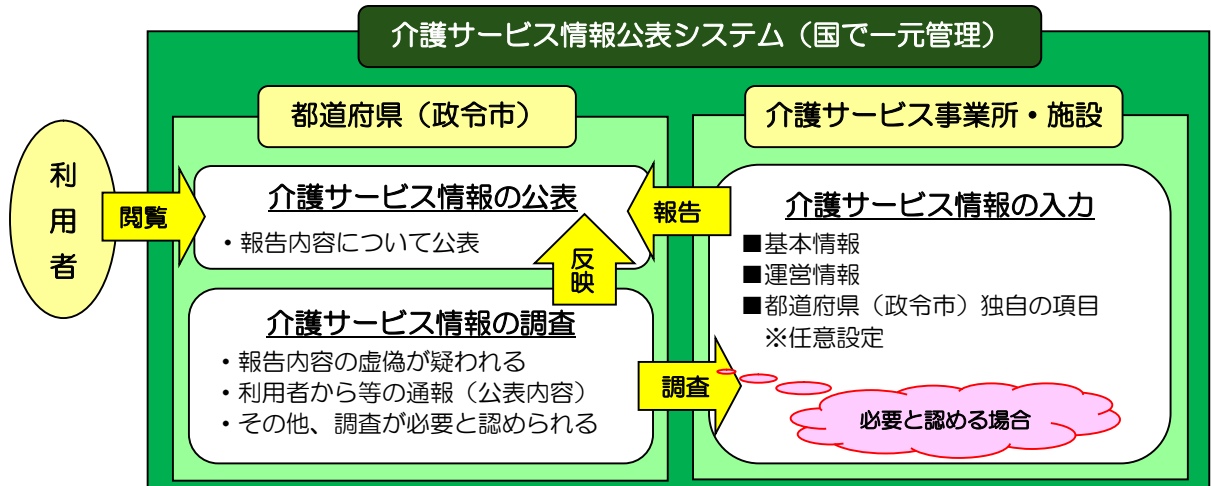 介護サービス情報公表システム（国で一元管理）
都道府県（政令市）
介護サービス事業所・施設
利用者
閲覧
介護サービス情報の公表
・報告内容について公表
報告
反映
介護サービス情報の入力
■基本情報
■運営情報
■都道府県（政令市）独自の項目
※任意設定
介護サービス情報の調査
・報告内容の虚偽が疑われる
・利用者から等の通報（公表内容）
・その他、調査が必要と認められる
調査
必要と認める場合